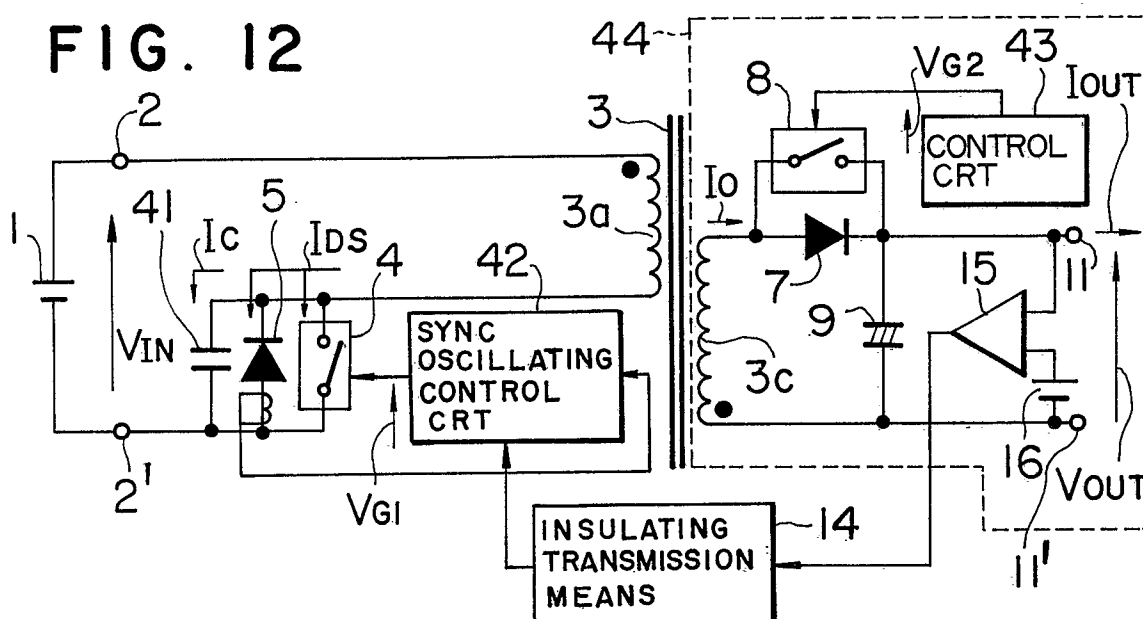 FIG. 12
44
43
VG2
IOUT
2
3
8
CONTROL
CRT
41
5
IO
1
IC
IDS
4
42
3a
7
15
11
VIN
SYNC
OSCILLATING
CONTROL
CRT
9
3c
2'
VG1
16
VOUT
INSULATING
TRANSMISSION
MEANS
14
11'